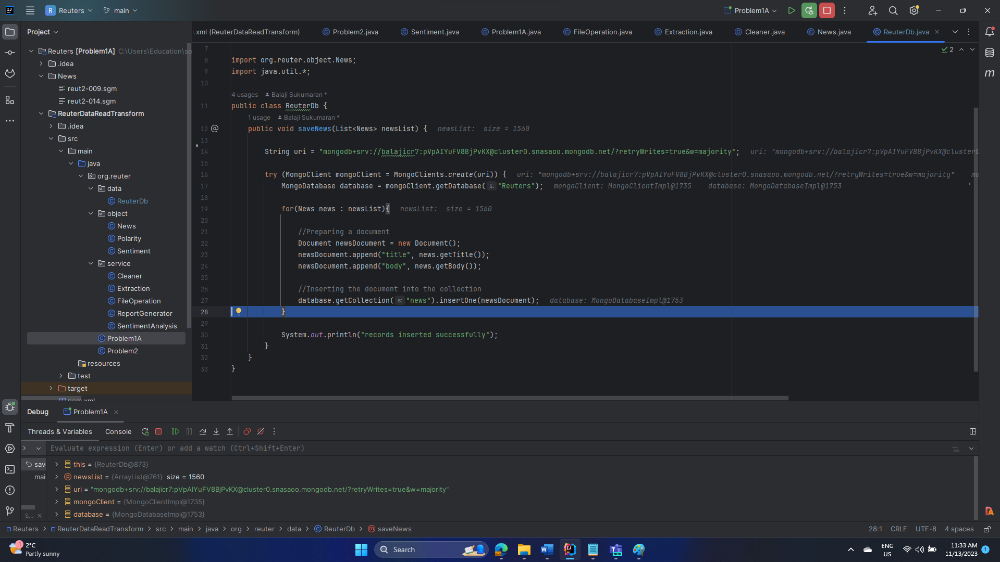 Reuters
main
Problem1A
Project
.xml (ReuterDataReadTransform)
Problem2.java
Sentiment.java
Problem1A.java
FileOperation.java
Extraction.java
Cleaner.java
News.java
ReuterDb.java
Reuters [Problem1A] C:\Users\Education\so
.idea
News
reut2-009.sgm
reut2-014.sgm
ReuterDataReadTransform
.idea
src
main
java
org.reuter
data
ReuterDb
object
News
Polarity
Sentiment
service
Cleaner
Extraction
FileOperation
ReportGenerator
SentimentAnalysis
Problem1A
Problem2
resources
test
target
pom.xml
2
7
8 import org.reuter.object.News;
9 import java.util.*;
10
4 usages Balaji Sukumaran *
11 public class ReuterDb {
1 usage Balaji Sukumaran *
12 public void saveNews(List<News> newsList) { newsList: size = 1560
13
14 String uri = "mongodb+srv://balajicr7:pVpAIYuFV8BjPvKX@cluster0.snasaoo.mongodb.net/?retryWrites=true&w=majority"; uri: "mongodb+srv://balajicr7:pVpAIYuFV8BjPvKX@cluster0
15
16 try (MongoClient mongoClient = MongoClients.create(uri)) { uri: "mongodb+srv://balajicr7:pVpAIYuFV8BjPvKX@cluster0.snasaoo.mongodb.net/?retryWrites=true&w=majority" mo
17 MongoDatabase database = mongoClient.getDatabase( s: "Reuters"); mongoClient: MongoClientImpl@1735 database: MongoDatabaseImpl@1753
18
19 for(News news : newsList){ newsList: size = 1560
20
21 //Preparing a document
22 Document newsDocument = new Document();
23 newsDocument.append("title", news.getTitle());
24 newsDocument.append("body", news.getBody());
25
26 //Inserting the document into the collection
27 database.getCollection( s: "news").insertOne(newsDocument); database: MongoDatabaseImpl@1753
28 }
29
30 System.out.println("records inserted successfully");
31 }
32 }
33 }
Debug
Problem1A
Threads & Variables
Console
Evaluate expression (Enter) or add a watch (Ctrl+Shift+Enter)
sav
mai
S...
this = {ReuterDb@873}
newsList = {ArrayList@761} size = 1560
uri = "mongodb+srv://balajicr7:pVpAIYuFV8BjPvKX@cluster0.snasaoo.mongodb.net/?retryWrites=true&w=majority"
mongoClient = {MongoClientImpl@1735}
database = {MongoDatabaseImpl@1753}
Reuters > ReuterDataReadTransform > src > main > java > org > reuter > data > ReuterDb > saveNews
28:1 CRLF UTF-8 4 spaces
1
2°C
Partly sunny
Search
NEW
ENG
US
11:33 AM
11/13/2023
1